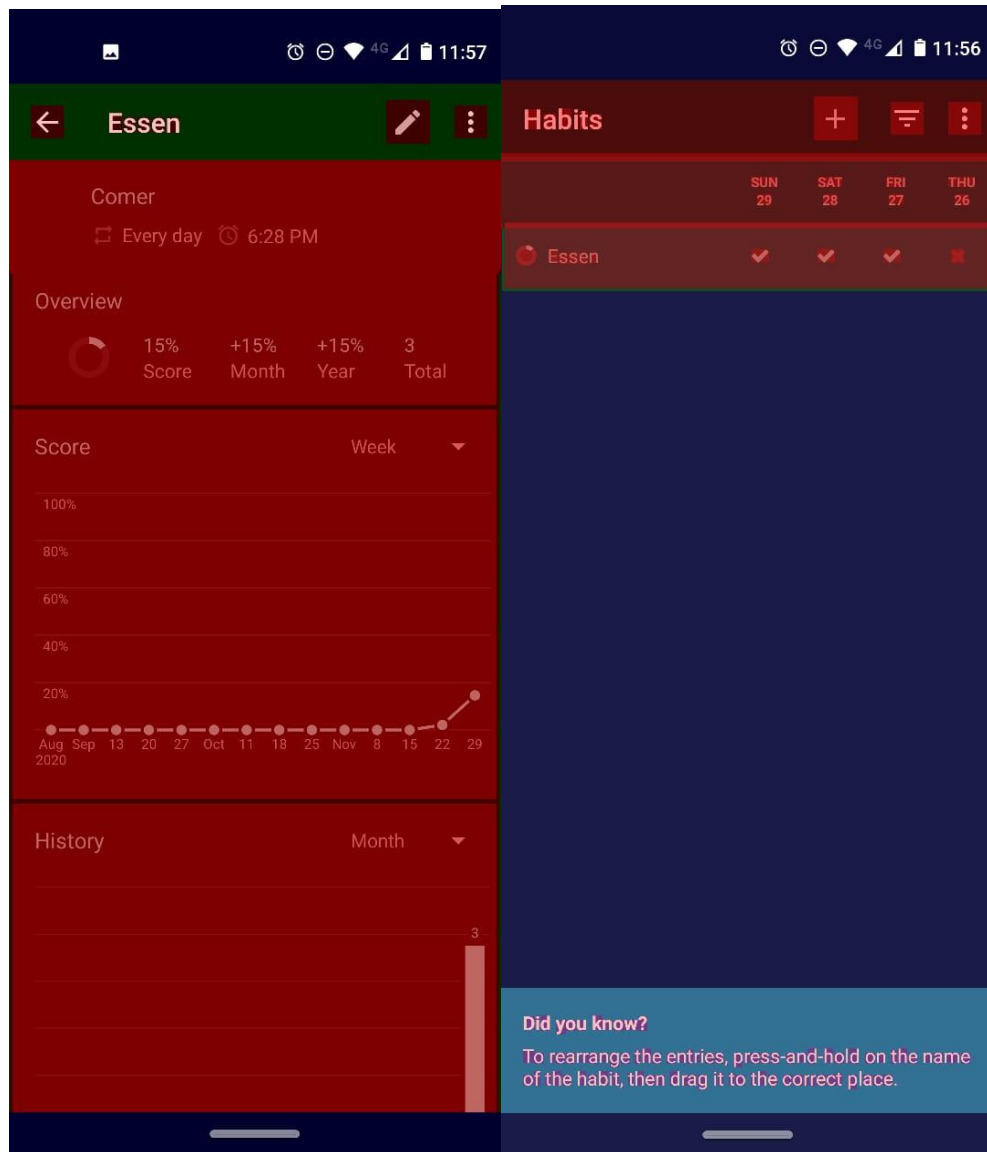 4G 11:57
Essen
Comer
Every day 6:28 PM
Overview
15% +15% +15% 3
Score Month Year Total
Score Week
100%
80%
60%
40%
20%
Aug Sep 13 20 27 Oct 11 18 25 Nov 8 15 22 29
2020
History Month
3
4G 11:56
Habits
SUN SAT FRI THU
29 28 27 26
Essen
Did you know?
To rearrange the entries, press-and-hold on the name
of the habit, then drag it to the correct place.